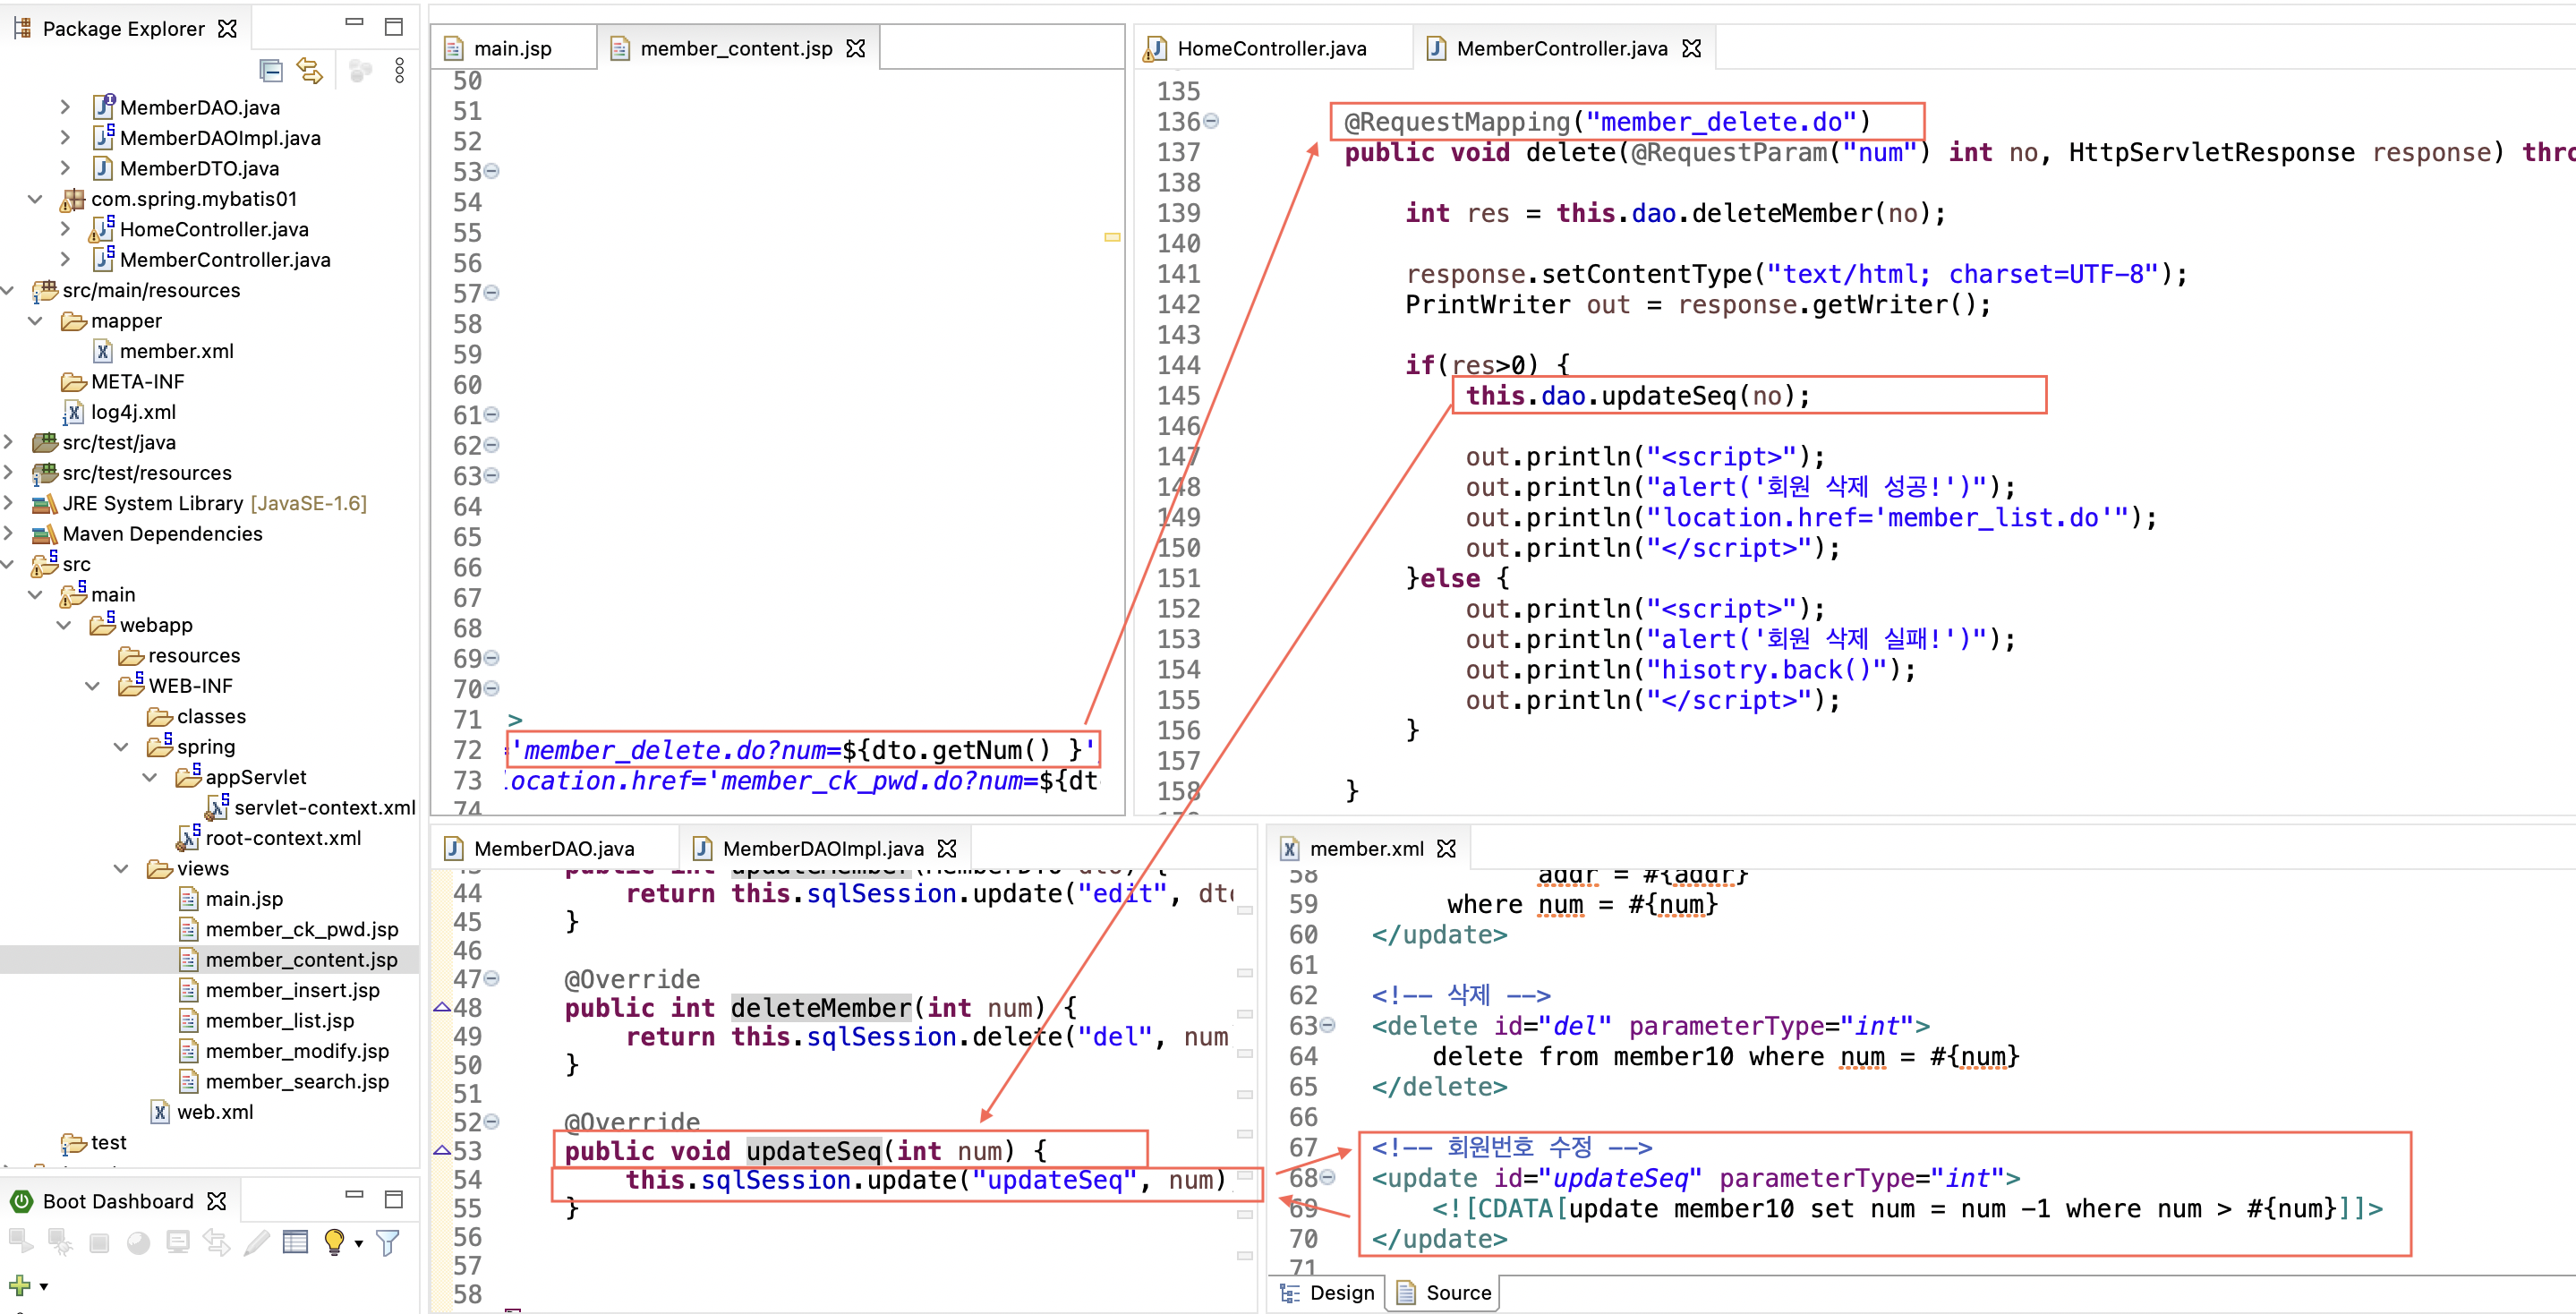 Package Explorer
MemberDAO.java
MemberDAOImpl.java
MemberDTO.java
com.spring.mybatis01
HomeController.java
MemberController.java
src/main/resources
mapper
member.xml
META-INF
log4j.xml
src/test/java
src/test/resources
JRE System Library [JavaSE-1.6]
Maven Dependencies
src
main
webapp
resources
WEB-INF
classes
spring
appServlet
servlet-context.xml
root-context.xml
views
main.jsp
member_ck_pwd.jsp
member_content.jsp
member_insert.jsp
member_list.jsp
member_modify.jsp
member_search.jsp
web.xml
test
Boot Dashboard
main.jsp member_content.jsp
50
51
52
53
54
55
56
57
58
59
60
61
62
63
64
65
66
67
68
69
70
71 >
72 'member_delete.do?num=${dto.getNum() }'
73 location.href='member_ck_pwd.do?num=${dt
74
HomeController.java MemberController.java
135
136 @RequestMapping("member_delete.do")
137 public void delete(@RequestParam("num") int no, HttpServletResponse response) thro
138
139 int res = this.dao.deleteMember(no);
140
141 response.setContentType("text/html; charset=UTF-8");
142 PrintWriter out = response.getWriter();
143
144 if(res>0) {
145 this.dao.updateSeq(no);
146
147 out.println("<script>");
148 out.println("alert('회원 삭제 성공!')");
149 out.println("location.href='member_list.do'");
150 out.println("</script>");
151 }else {
152 out.println("<script>");
153 out.println("alert('회원 삭제 실패!')");
154 out.println("hisotry.back()");
155 out.println("</script>");
156 }
157
158 }
MemberDAO.java MemberDAOImpl.java
public int updateMember(MemberDTO dto) {
44 return this.sqlSession.update("edit", dto
45 }
46
47 @Override
48 public int deleteMember(int num) {
49 return this.sqlSession.delete("del", num
50 }
51
52 @Override
53 public void updateSeq(int num) {
54 this.sqlSession.update("updateSeq", num)
55 }
56
57
58
member.xml
58 addr = #{addr}
59 where num = #{num}
60 </update>
61
62 <!-- 삭제 -->
63 <delete id="del" parameterType="int">
64 delete from member10 where num = #{num}
65 </delete>
66
67 <!-- 회원번호 수정 -->
68 <update id="updateSeq" parameterType="int">
69 <![CDATA[update member10 set num = num -1 where num > #{num}]]>
70 </update>
71
Design Source